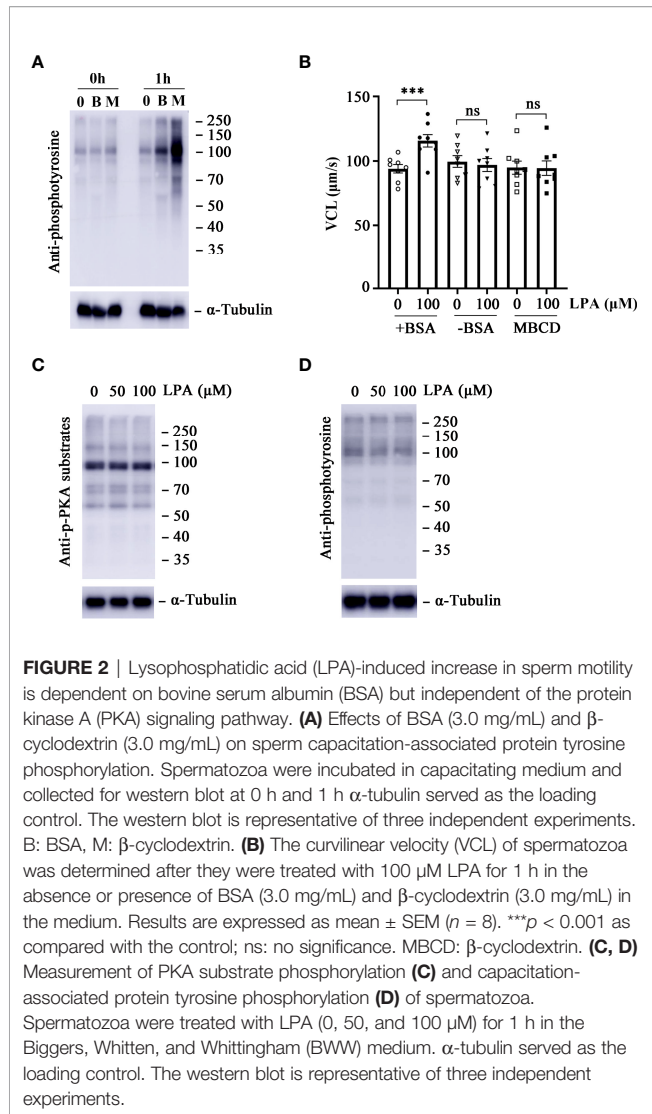 A
0h 1h
0 B M 0 B M
Anti-phosphotyrosine
- 250
- 150
- 100
- 70
- 50
- 40
- 35
- α-Tubulin
B
VCL (µm/s)
150
100
50
0
*** ns ns
0 100 0 100 0 100 LPA (µM)
+BSA -BSA MBCD
C
0 50 100 LPA (µM)
Anti-p-PKA substrates
- 250
- 150
- 100
- 70
- 50
- 40
- 35
- α-Tubulin
D
0 50 100 LPA (µM)
Anti-phosphotyrosine
- 250
- 150
- 100
- 70
- 50
- 40
- 35
- α-Tubulin
FIGURE 2 | Lysophosphatidic acid (LPA)-induced increase in sperm motility
is dependent on bovine serum albumin (BSA) but independent of the protein
kinase A (PKA) signaling pathway. (A) Effects of BSA (3.0 mg/mL) and β-
cyclodextrin (3.0 mg/mL) on sperm capacitation-associated protein tyrosine
phosphorylation. Spermatozoa were incubated in capacitating medium and
collected for western blot at 0 h and 1 h α-tubulin served as the loading
control. The western blot is representative of three independent experiments.
B: BSA, M: β-cyclodextrin. (B) The curvilinear velocity (VCL) of spermatozoa
was determined after they were treated with 100 µM LPA for 1 h in the
absence or presence of BSA (3.0 mg/mL) and β-cyclodextrin (3.0 mg/mL) in
the medium. Results are expressed as mean ± SEM (n = 8). ***p < 0.001 as
compared with the control; ns: no significance. MBCD: β-cyclodextrin. (C, D)
Measurement of PKA substrate phosphorylation (C) and capacitation-
associated protein tyrosine phosphorylation (D) of spermatozoa.
Spermatozoa were treated with LPA (0, 50, and 100 µM) for 1 h in the
Biggers, Whitten, and Whittingham (BWW) medium. α-tubulin served as the
loading control. The western blot is representative of three independent
experiments.